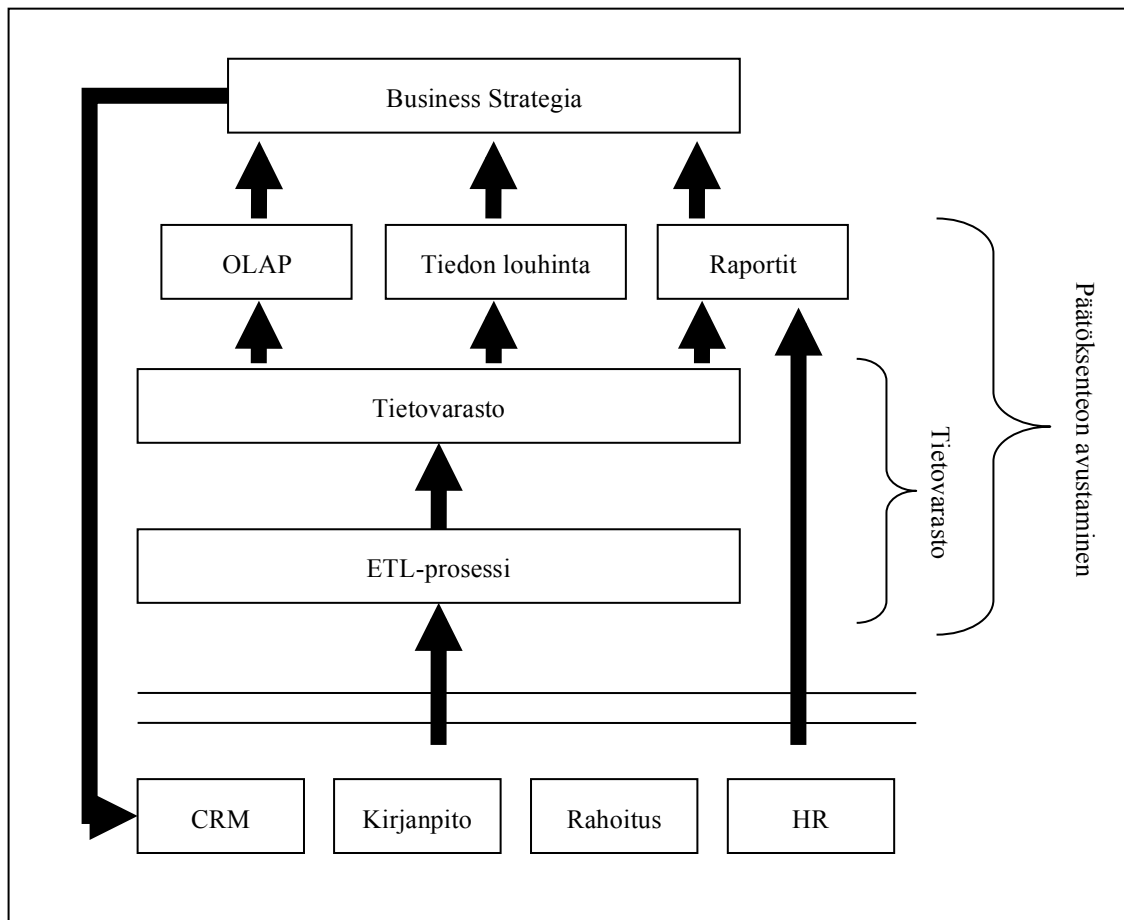 Business Strategia
OLAP
Tiedon louhinta
Raportit
Tietovarasto
ETL-prosessi
Tietovarasto
Päätöksenteon avustaminen
CRM
Kirjanpito
Rahoitus
HR